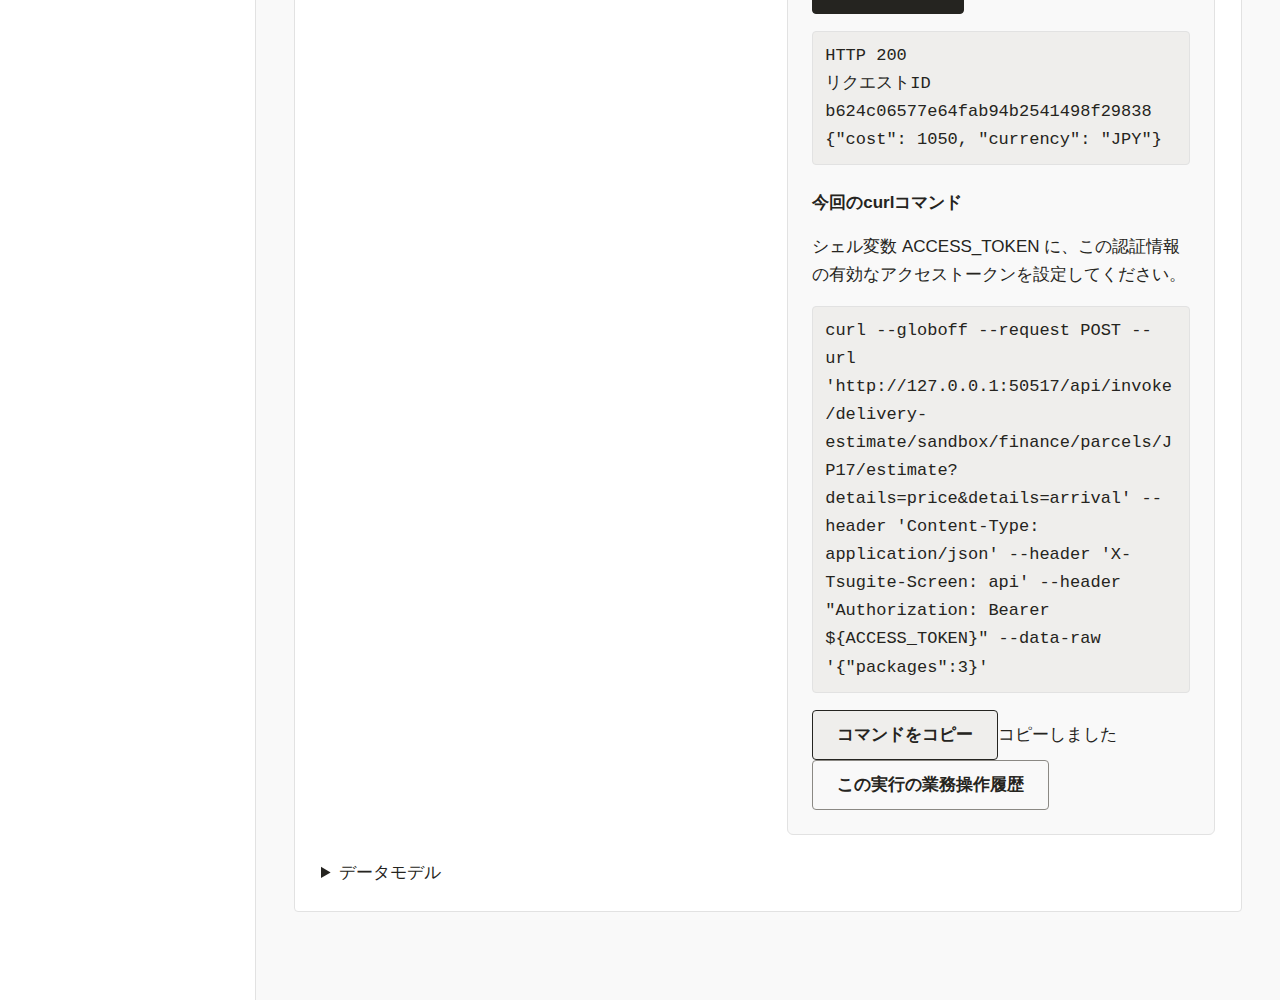 HTTP 200
リクエストID
b624c06577e64fab94b2541498f29838
{"cost": 1050, "currency": "JPY"}
今回のcurlコマンド
シェル変数 ACCESS_TOKEN に、この認証情報
の有効なアクセストークンを設定してください。
curl --globoff --request POST --
url
'http://127.0.0.1:50517/api/invoke
/delivery-
estimate/sandbox/finance/parcels/J
P17/estimate?
details=price&details=arrival' --
header 'Content-Type:
application/json' --header 'X-
Tsugite-Screen: api' --header
"Authorization: Bearer
${ACCESS_TOKEN}" --data-raw
'{"packages":3}'
コマンドをコピー コピーしました
この実行の業務操作履歴
▶ データモデル